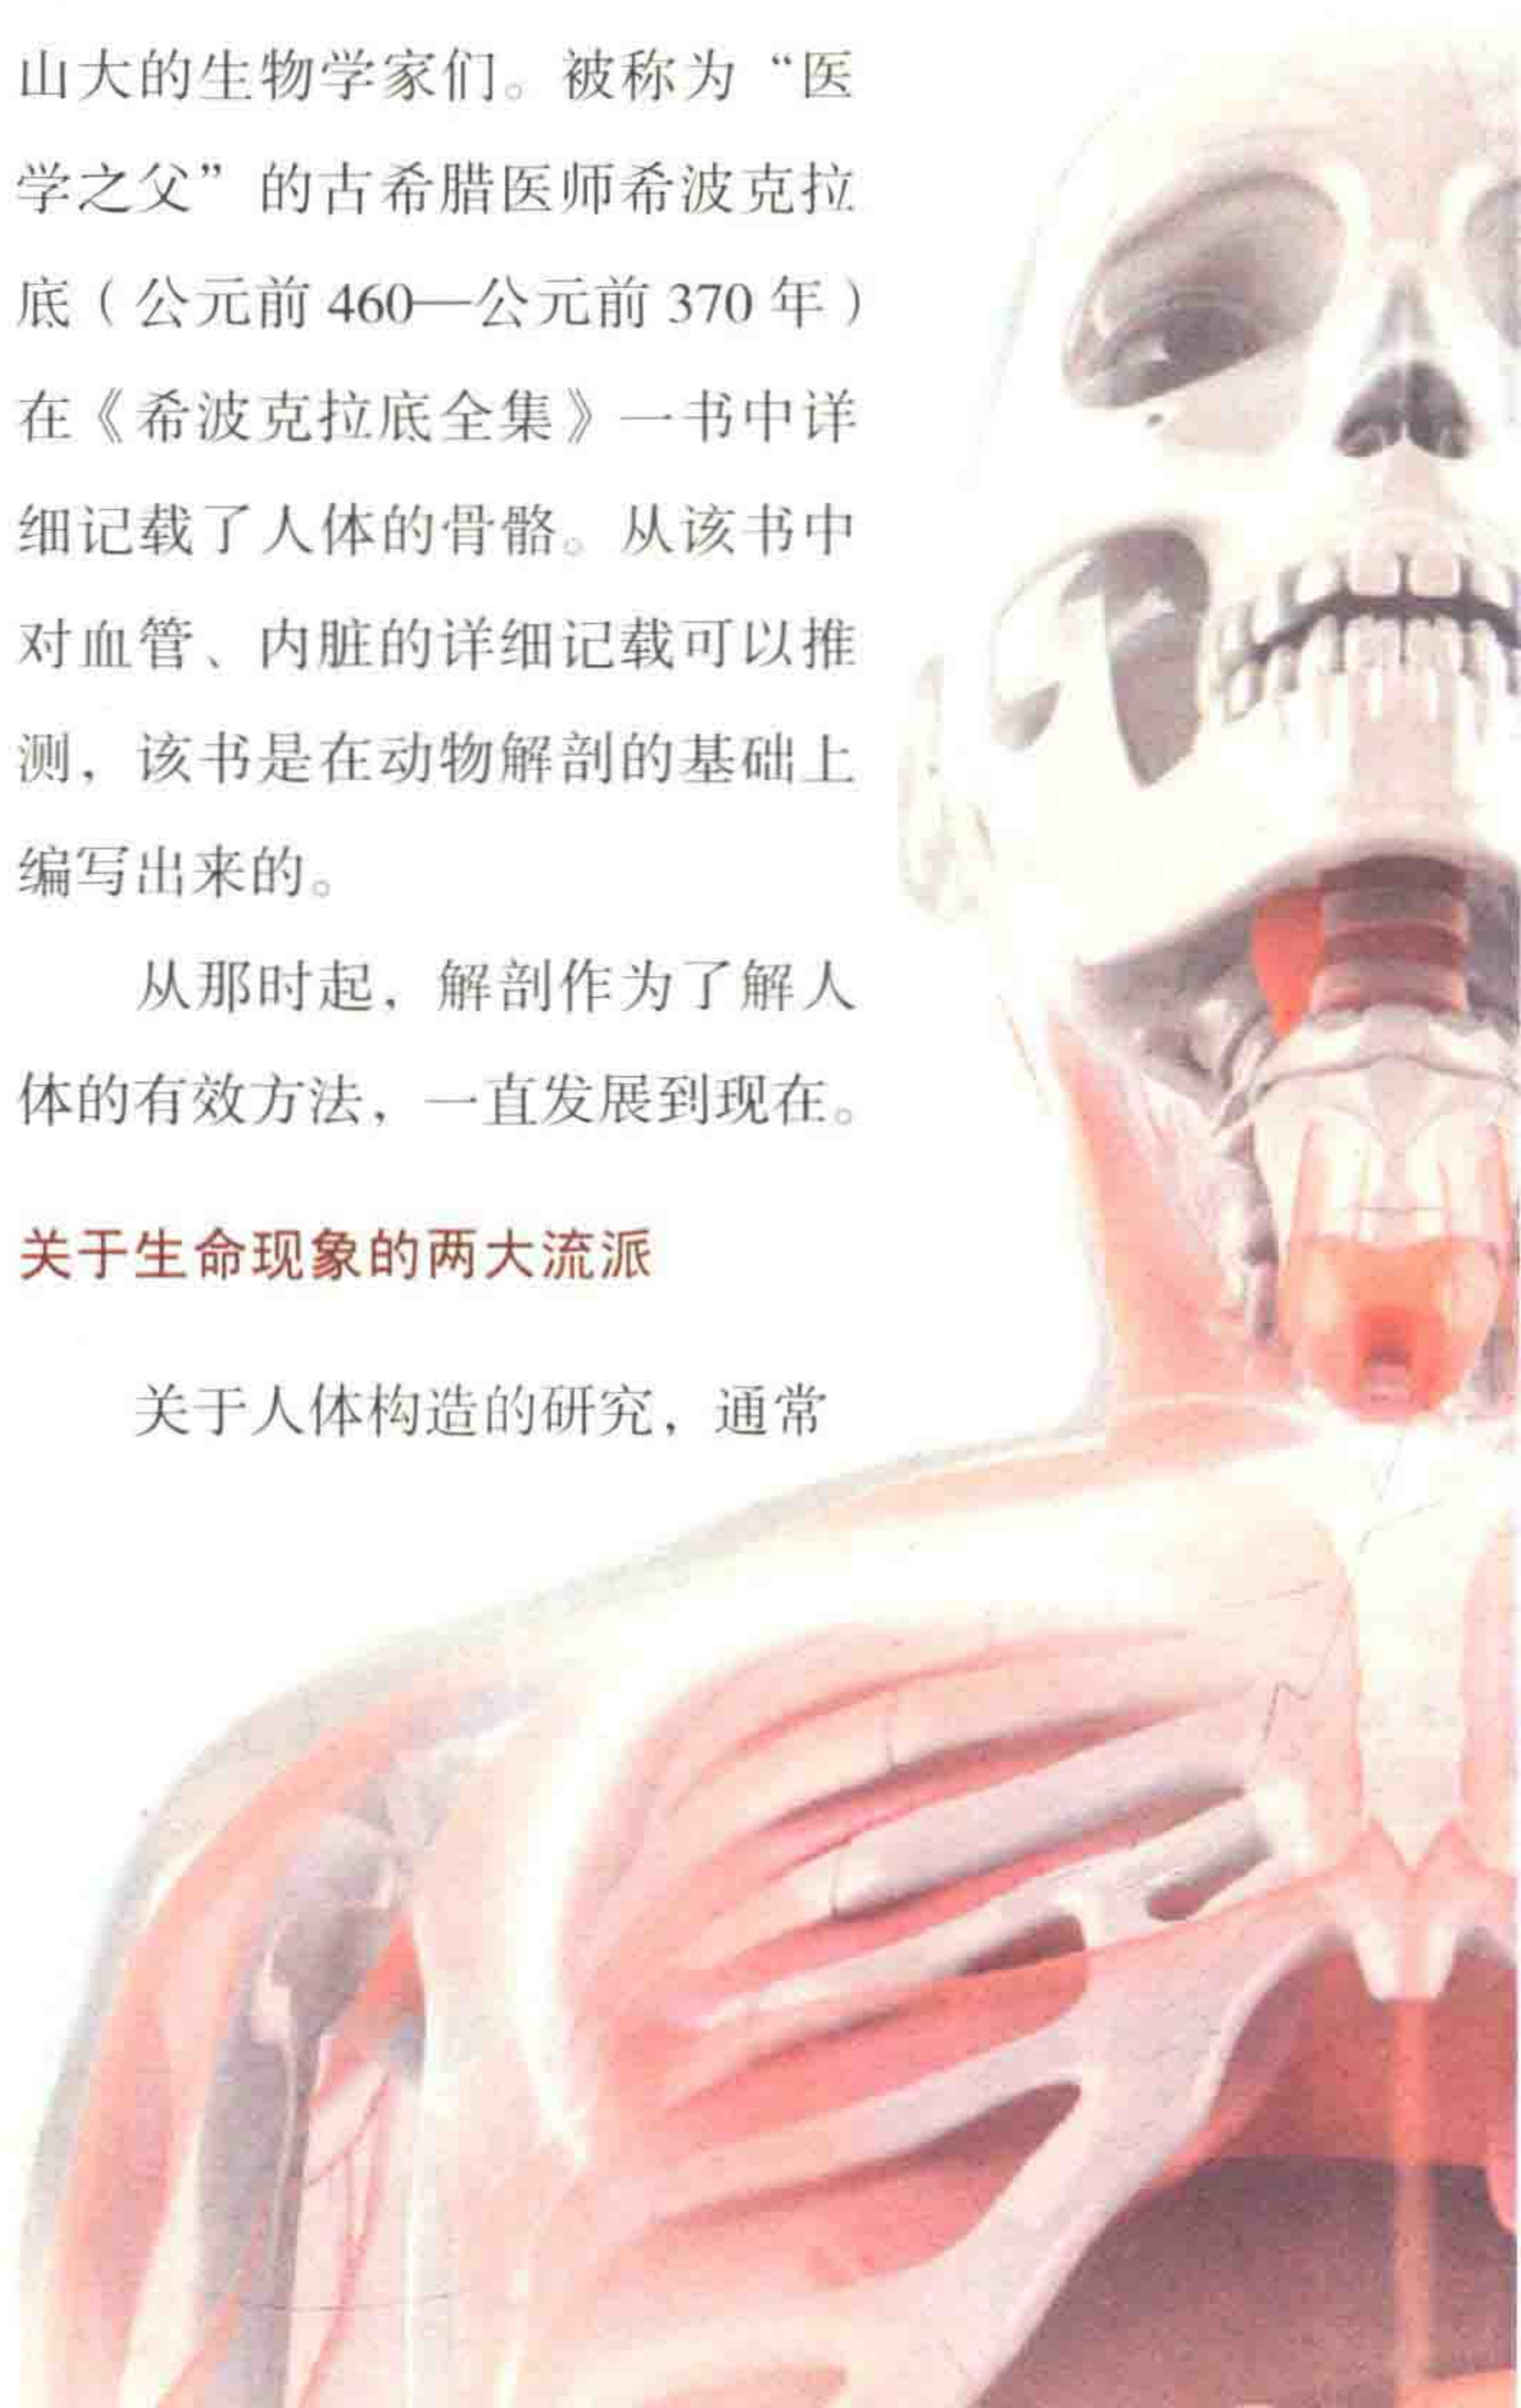 山大的生物学家们。被称为“医
学之父”的古希腊医师希波克拉
底（公元前 460—公元前 370 年）
在《希波克拉底全集》一书中详
细记载了人体的骨骼。从该书中
对血管、内脏的详细记载可以推
测，该书是在动物解剖的基础上
编写出来的。
从那时起，解剖作为了解人
体的有效方法，一直发展到现在。
关于生命现象的两大流派
关于人体构造的研究，通常